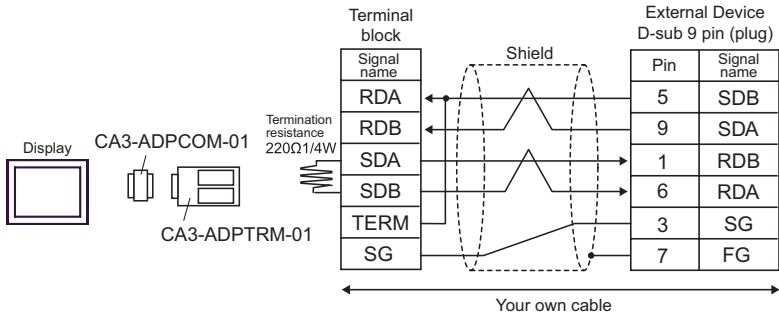 Terminal
block
External Device
D-sub 9 pin (plug)
Signal
name
Shield
Pin
Signal
name
RDA
5
SDB
RDB
9
SDA
Termination
resistance
220Ω1/4W
SDA
1
RDB
SDB
6
RDA
TERM
3
SG
SG
7
FG
Display
CA3-ADPCOM-01
CA3-ADPTRM-01
Your own cable